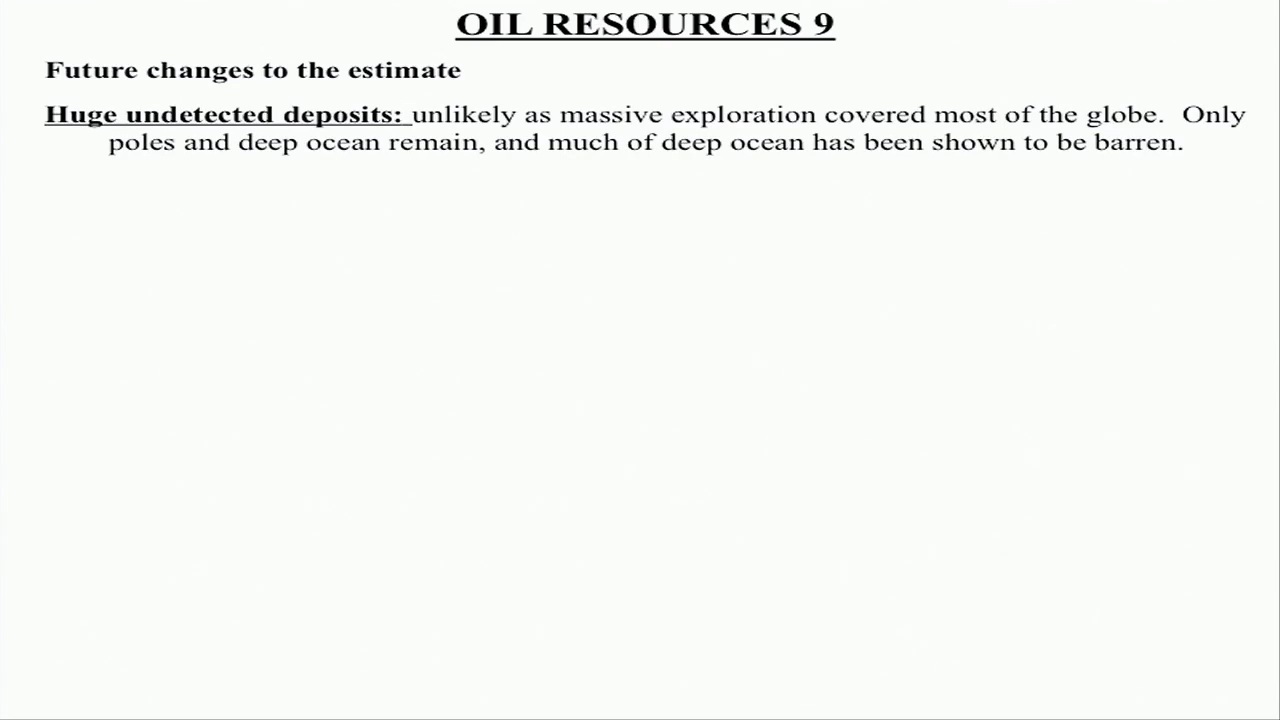 OIL RESOURCES 9
Future changes to the estimate
Huge undetected deposits: unlikely as massive exploration covered most of the globe.  Only
poles and deep ocean remain, and much of deep ocean has been shown to be barren.